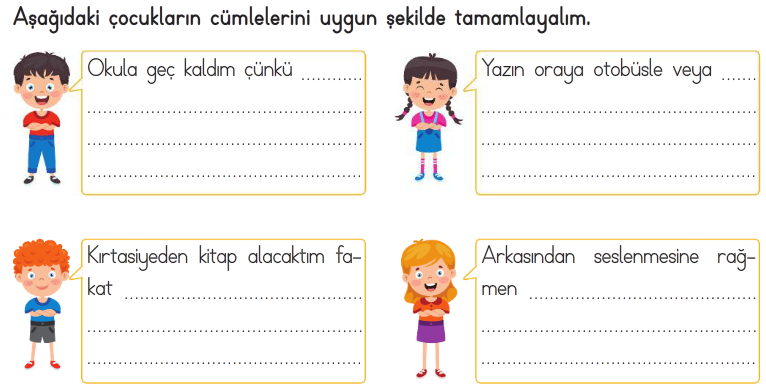 Aşağıdaki çocukların cümlelerini uygun şekilde tamamlayalım.
Okula geç kaldım çünkü ............
Yazın oraya otobüsle veya ......
Kırtasiyeden kitap alacaktım fa-
kat ............
Arkasından seslenmesine rağ-
men ............